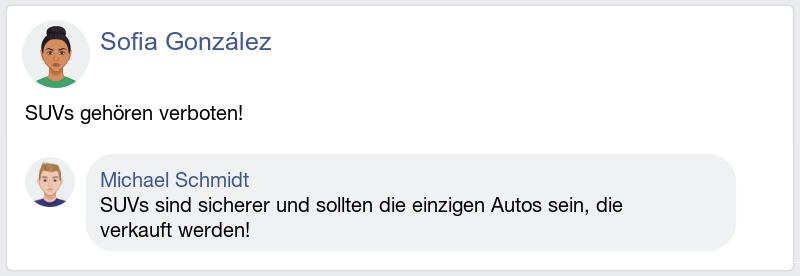 Sofia González
SUVs gehören verboten!
Michael Schmidt
SUVs sind sicherer und sollten die einzigen Autos sein, die
verkauft werden!